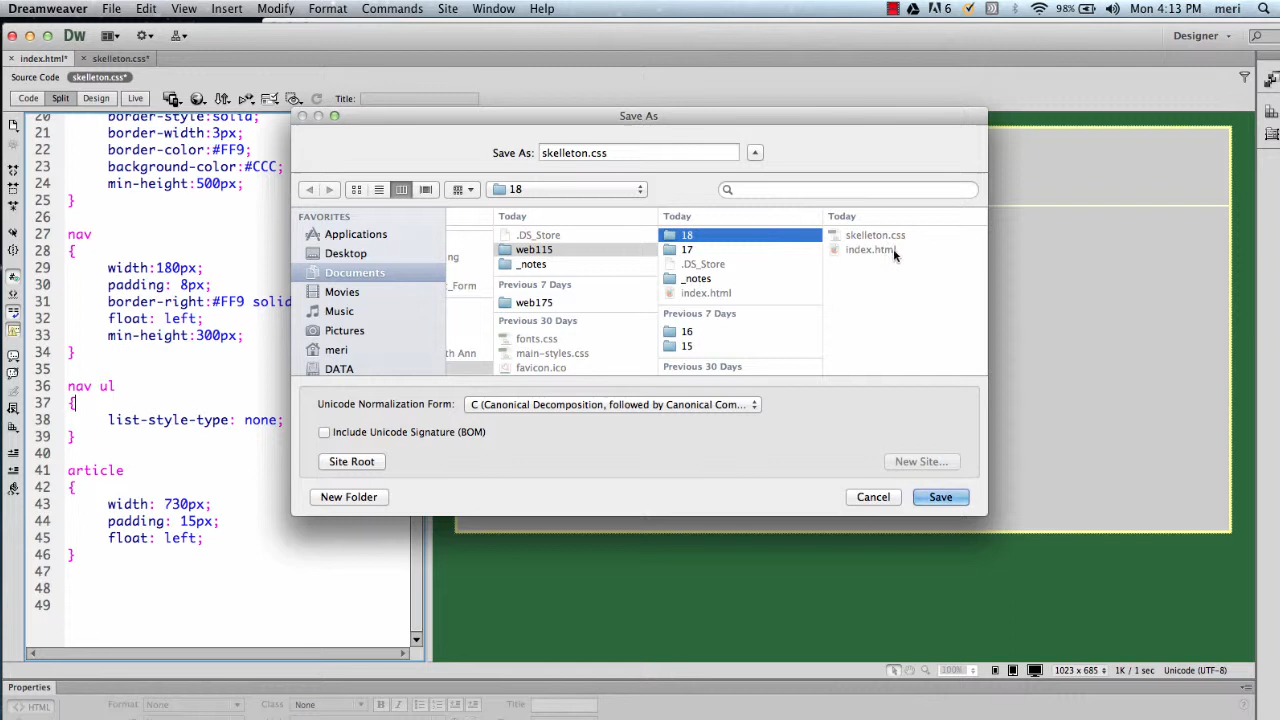 Dreamweaver File Edit View Insert Modify Format Commands Site Window Help 6 98% Mon 4:13 PM meri
Dw Designer
index.html* skelleton.css*
Source Code skelleton.css*
Code Split Design Live Title:
20 border-style:solid;
21 border-width:3px;
22 border-color:#FF9;
23 background-color:#CCC;
24 min-height:500px;
25 }
26
27 nav
28 {
29 width:180px;
30 padding: 8px;
31 border-right:#FF9 solid
32 float: left;
33 min-height:300px;
34 }
35
36 nav ul
37 {
38 list-style-type: none;
39 }
40
41 article
42 {
43 width: 730px;
44 padding: 15px;
45 float: left;
46 }
47
48
49
Save As
Save As: skelleton.css
18
FAVORITES
Applications
Desktop
Documents
Movies
Music
Pictures
meri
DATA
ng
_Form
th Ann
Today
.DS_Store
web115
_notes
Previous 7 Days
web175
Previous 30 Days
fonts.css
main-styles.css
favicon.ico
Today
18
17
.DS_Store
_notes
index.html
Previous 7 Days
16
15
Previous 30 Days
Today
skelleton.css
index.html
Unicode Normalization Form: C (Canonical Decomposition, followed by Canonical Com...
Include Unicode Signature (BOM)
Site Root New Site...
New Folder Cancel Save
100% 1023 x 685 1K / 1 sec Unicode (UTF-8)
Properties
HTML Format None Class None B I Title